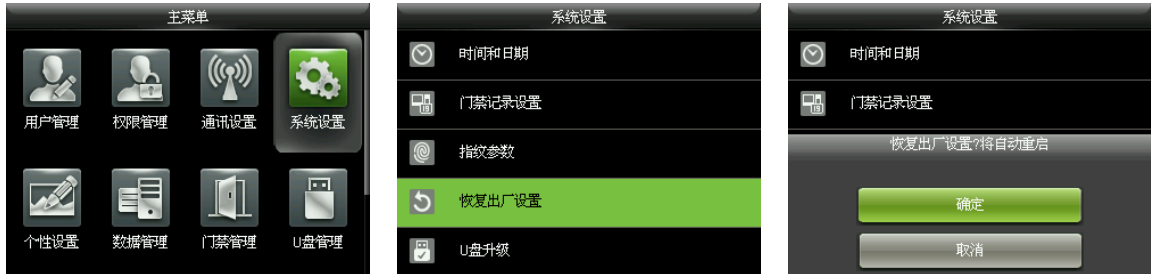 主菜单
用户管理 权限管理 通讯设置 系统设置
个性设置 数据管理 门禁管理 U盘管理
系统设置
时间和日期
门禁记录设置
指纹参数
恢复出厂设置
U盘升级
系统设置
时间和日期
门禁记录设置
恢复出厂设置?将自动重启
确定
取消